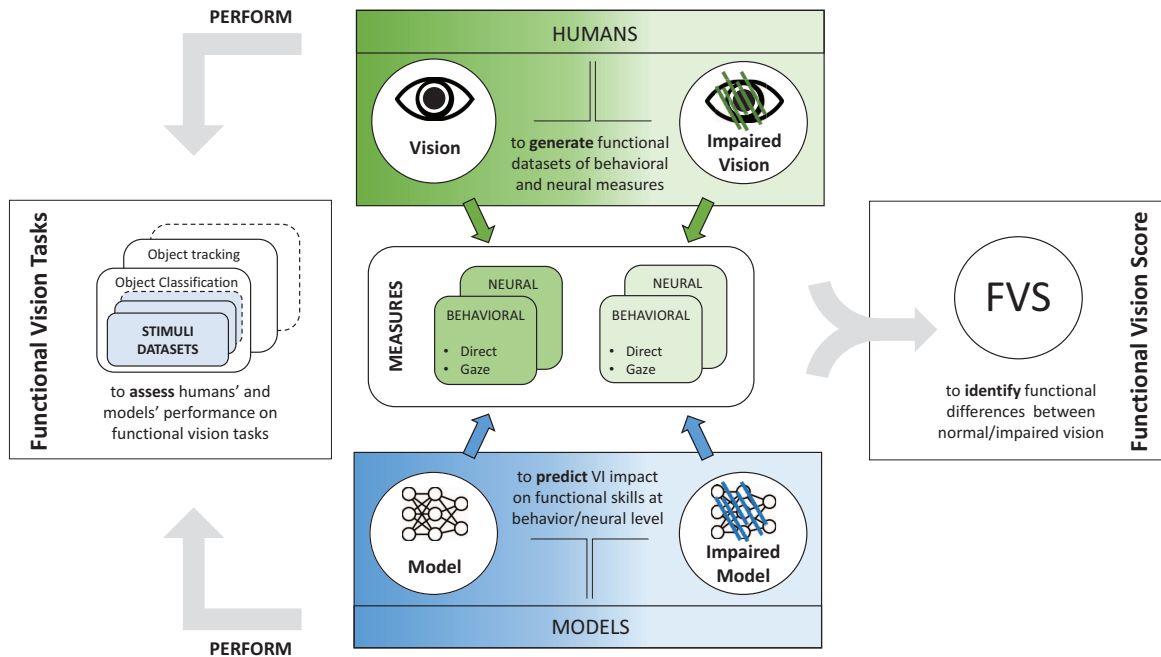 PERFORM
HUMANS
Vision
Impaired
Vision
to generate functional
datasets of behavioral
and neural measures
Functional Vision Tasks
Object tracking
Object Classification
STIMULI
DATASETS
to assess humans’ and
models’ performance on
functional vision tasks
MEASURES
NEURAL
BEHAVIORAL
• Direct
• Gaze
NEURAL
BEHAVIORAL
• Direct
• Gaze
FVS
to identify functional
differences between
normal/impaired vision
Functional Vision Score
to predict VI impact
on functional skills at
behavior/neural level
Model
Impaired
Model
MODELS
PERFORM